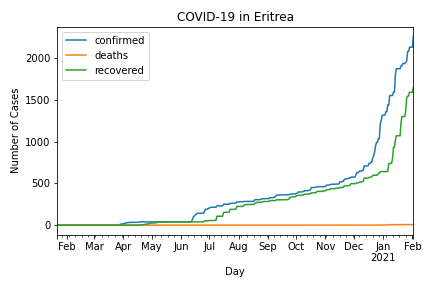 COVID-19 in Eritrea
confirmed
deaths
recovered
Number of Cases
2000
1500
1000
500
0
Feb Mar Apr May Jun Jul Aug Sep Oct Nov Dec Jan Feb
2021
Day